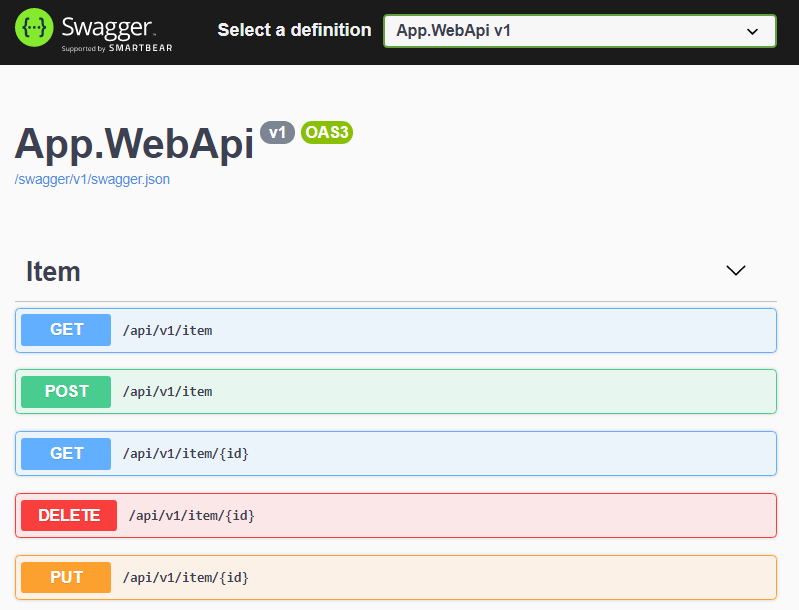 {···} Swagger™
Supported by SMARTBEAR
Select a definition
App.WebApi v1
App.WebApi v1 OAS3
/swagger/v1/swagger.json
Item
GET /api/v1/item
POST /api/v1/item
GET /api/v1/item/{id}
DELETE /api/v1/item/{id}
PUT /api/v1/item/{id}